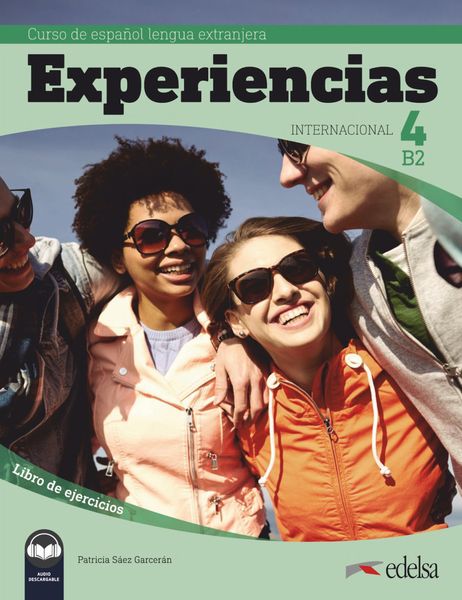 Curso de español lengua extranjera
Experiencias
INTERNACIONAL 4
B2
Libro de ejercicios
AUDIO
DESCARGABLE
Patricia Sáez Garcerán
edelsa